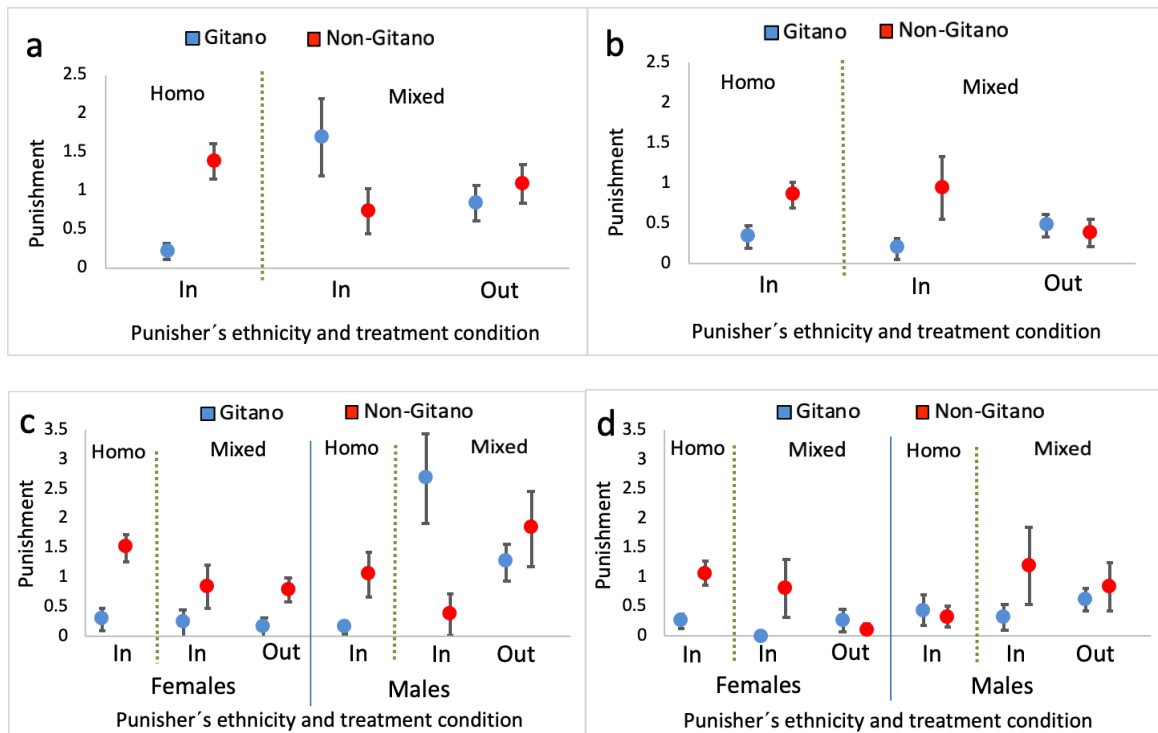 a
Gitano Non-Gitano
2.5
2
1.5
1
0.5
0
Punishment
Homo Mixed
In In Out
Punisher´s ethnicity and treatment condition
b
Gitano Non-Gitano
2.5
2
1.5
1
0.5
0
Punishment
Homo Mixed
In In Out
Punisher´s ethnicity and treatment condition
c
Gitano Non-Gitano
3.5
3
2.5
2
1.5
1
0.5
0
Punishment
Homo Mixed Homo Mixed
In In Out In In Out
Females Males
Punisher´s ethnicity and treatment condition
d
Gitano Non-Gitano
3.5
3
2.5
2
1.5
1
0.5
0
Punishment
Homo Mixed Homo Mixed
In In Out In In Out
Females Males
Punisher´s ethnicity and treatment condition